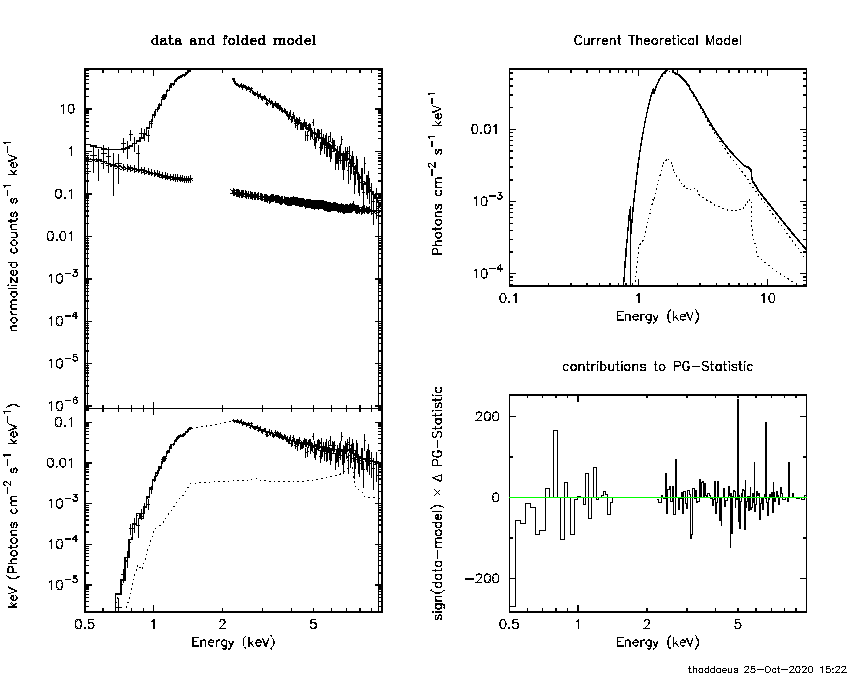 data and folded model
normalized counts s⁻¹ keV⁻¹
10
1
0.1
0.01
10⁻³
10⁻⁴
10⁻⁵
10⁻⁶
keV (Photons cm⁻² s⁻¹ keV⁻¹)
0.1
0.01
10⁻³
10⁻⁴
10⁻⁵
0.5 1 2 5
Energy (keV)
Current Theoretical Model
Photons cm⁻² s⁻¹ keV⁻¹
0.01
10⁻³
10⁻⁴
0.1 1 10
Energy (keV)
contributions to PG-Statistic
sign(data-model) × Δ PG-Statistic
200
0
-200
0.5 1 2 5
Energy (keV)
thaddaeus 25-Oct-2020 15:22